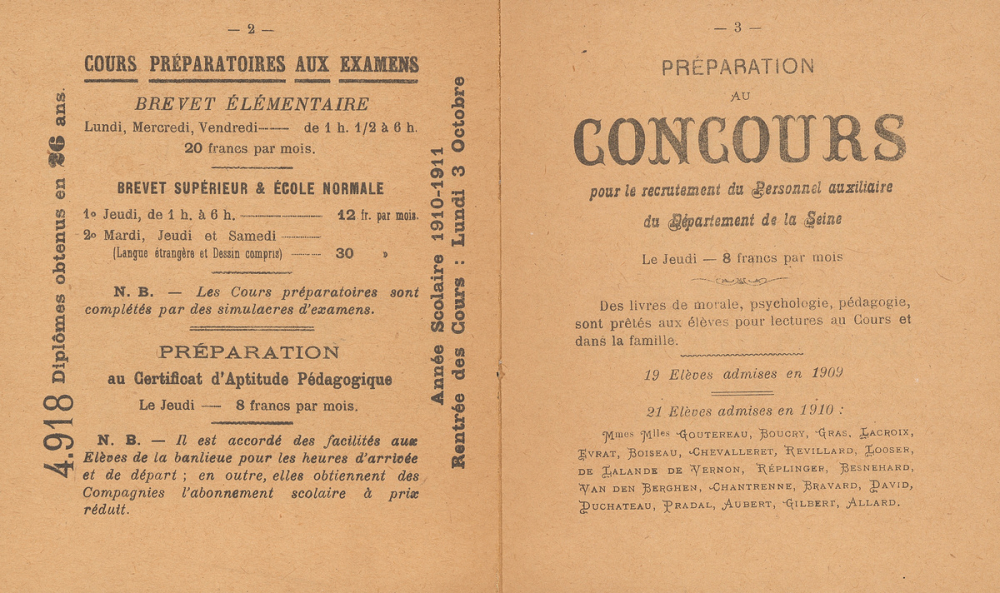 — 2 —
COURS PRÉPARATOIRES AUX EXAMENS
BREVET ÉLÉMENTAIRE
Lundi, Mercredi, Vendredi —— de 1 h. 1/2 à 6 h.
20 francs par mois.
BREVET SUPÉRIEUR & ÉCOLE NORMALE
1o Jeudi, de 1 h. à 6 h. —— 12 fr. par mois.
2o Mardi, Jeudi et Samedi ——
(Langue étrangère et Dessin compris) —— 30 »
N. B. — Les Cours préparatoires sont
complétés par des simulacres d'examens.
PRÉPARATION
au Certificat d'Aptitude Pédagogique
Le Jeudi —— 8 francs par mois.
N. B. — Il est accordé des facilités aux
Elèves de la banlieue pour les heures d'arrivée
et de départ ; en outre, elles obtiennent des
Compagnies l'abonnement scolaire à prix
réduit.
4.918 Diplômes obtenus en 26 ans.
Année Scolaire 1910-1911
Rentrée des Cours : Lundi 3 Octobre
— 3 —
PRÉPARATION
AU
CONCOURS
pour le recrutement du Personnel auxiliaire
du Département de la Seine
Le Jeudi — 8 francs par mois
Des livres de morale, psychologie, pédagogie,
sont prêtés aux élèves pour lectures au Cours et
dans la famille.
19 Elèves admises en 1909
21 Elèves admises en 1910 :
Mmes Mlles GOUTEREAU, BOUCRY, GRAS, LACROIX,
EVRAT, BOISEAU, CHEVALLERET, REVILLARD, LOOSER,
DE LALANDE DE VERNON, RÉPLINGER, BESNEHARD,
VAN DEN BERGHEN, CHANTRENNE, BRAVARD, DAVID,
DUCHATEAU, PRADAL, AUBERT, GILBERT, ALLARD.